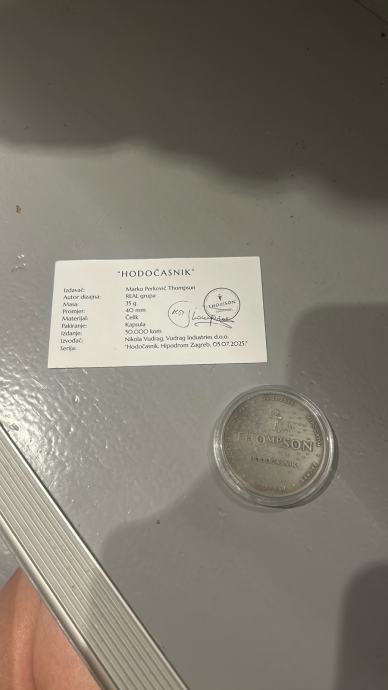 "HODOČASNIK"
Izdavač: Marko Perković Thompson
Autor dizajna: REAL grupa
Masa: 35 g
Promjer: 40 mm
Materijal: Čelik
Pakiranje: Kapsula
Izdanje: 50.000 kom
Izvođač: Nikola Vudrag, Vudrag Industries d.o.o.
Serija: "Hodočasnik, Hipodrom Zagreb, 05.07.2025."
THOMPSON
THOMPSON
HODOČASNIK